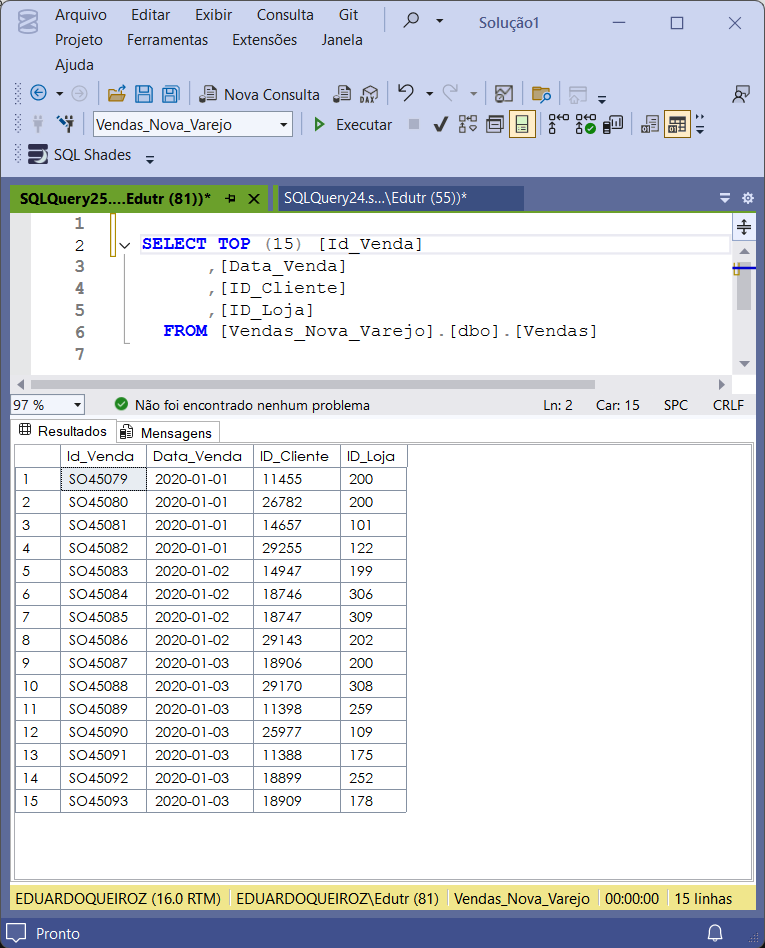 Arquivo Editar Exibir Consulta Git
Solução1
Projeto Ferramentas Extensões Janela
Ajuda
Nova Consulta DAX
Vendas_Nova_Varejo Executar
SQL Shades
SQLQuery25....Edutr (81))* SQLQuery24.s...\Edutr (55))*
1
2 SELECT TOP (15) [Id_Venda]
3 ,[Data_Venda]
4 ,[ID_Cliente]
5 ,[ID_Loja]
6 FROM [Vendas_Nova_Varejo].[dbo].[Vendas]
7
97 % Não foi encontrado nenhum problema Ln: 2 Car: 15 SPC CRLF
Resultados Mensagens
Id_Venda Data_Venda ID_Cliente ID_Loja
1 SO45079 2020-01-01 11455 200
2 SO45080 2020-01-01 26782 200
3 SO45081 2020-01-01 14657 101
4 SO45082 2020-01-01 29255 122
5 SO45083 2020-01-02 14947 199
6 SO45084 2020-01-02 18746 306
7 SO45085 2020-01-02 18747 309
8 SO45086 2020-01-02 29143 202
9 SO45087 2020-01-03 18906 200
10 SO45088 2020-01-03 29170 308
11 SO45089 2020-01-03 11398 259
12 SO45090 2020-01-03 25977 109
13 SO45091 2020-01-03 11388 175
14 SO45092 2020-01-03 18899 252
15 SO45093 2020-01-03 18909 178
EDUARDOQUEIROZ (16.0 RTM) EDUARDOQUEIROZ\Edutr (81) Vendas_Nova_Varejo 00:00:00 15 linhas
Pronto